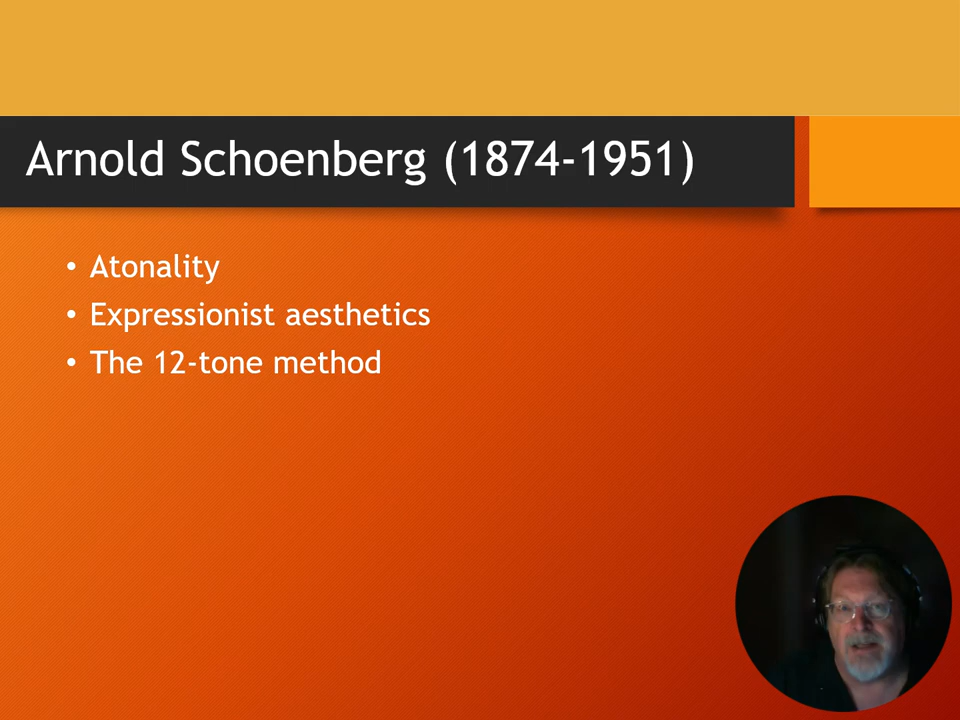 Arnold Schoenberg (1874-1951)
• Atonality
• Expressionist aesthetics
• The 12-tone method